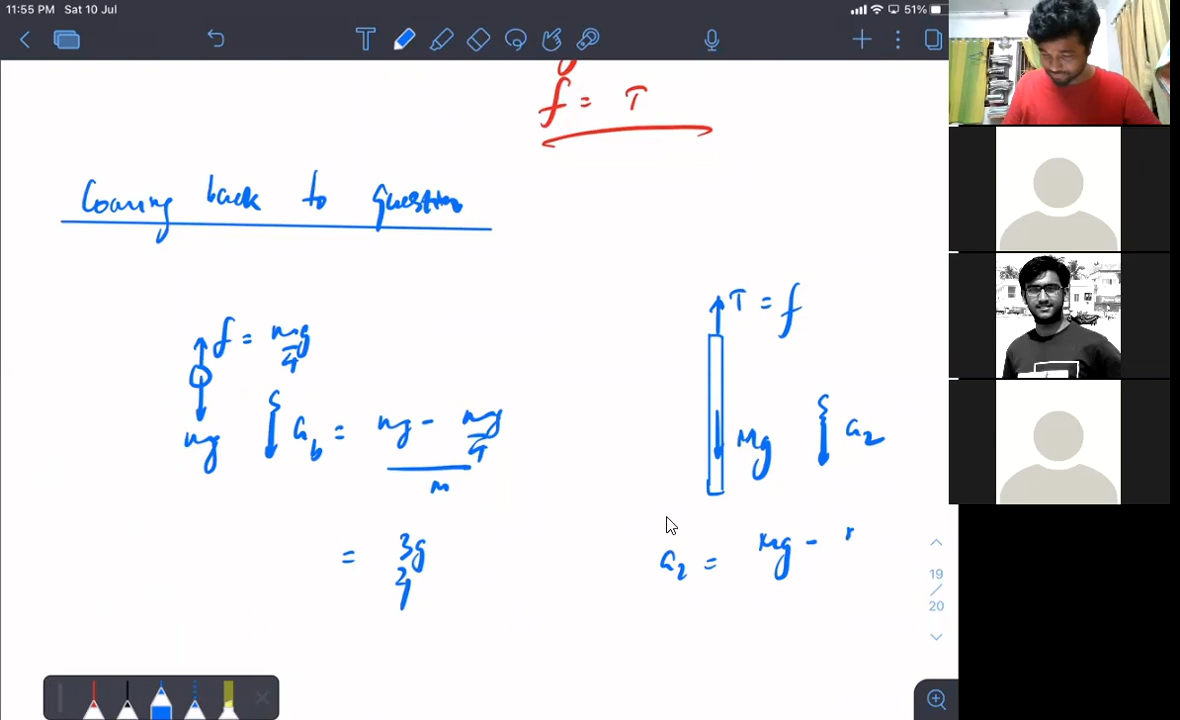 11:55 PM Sat 10 Jul 51%
T
f = T
Coming back to question
f = mg/4
mg
a_b = mg - mg/4
m
= 3g/4
T = f
Mg
a_2
a_2 = Mg -
19
/
20